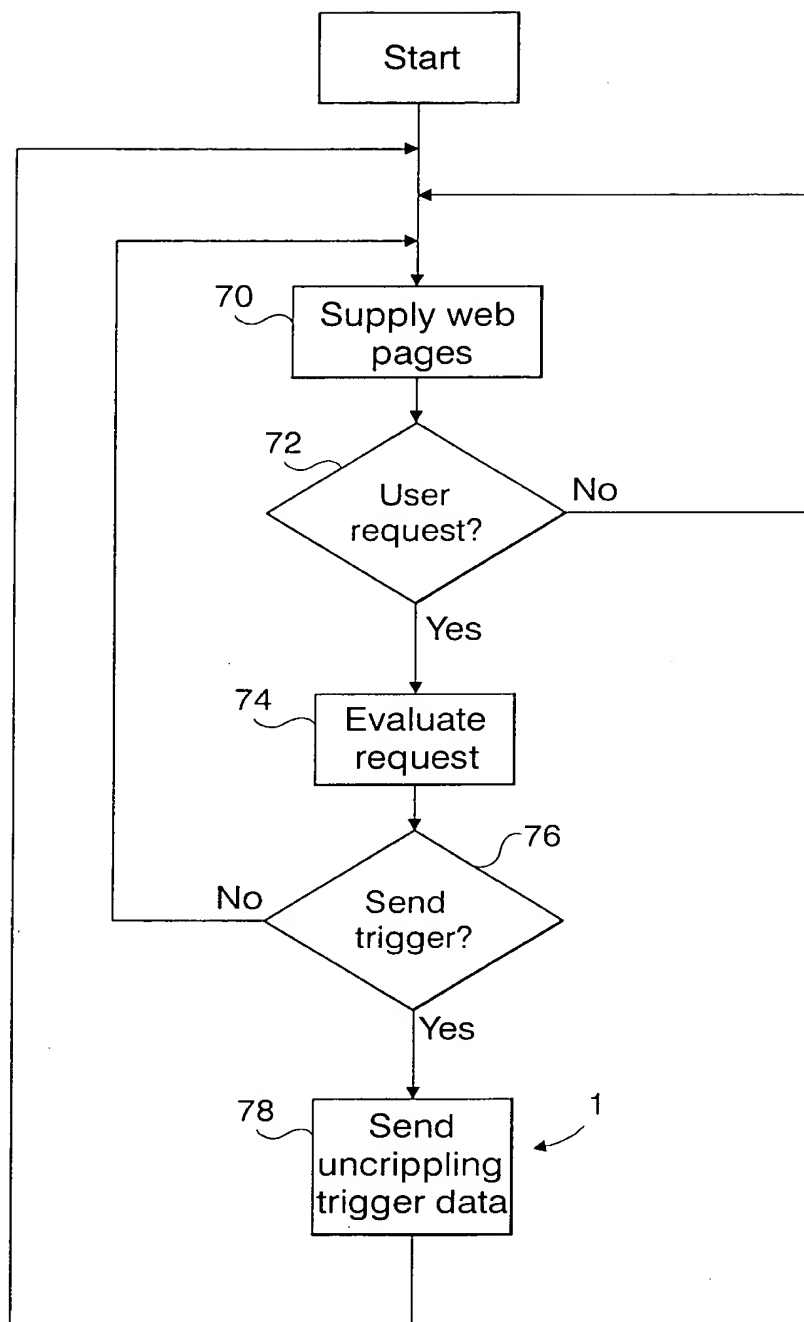 Start
70
Supply web
pages
72
User
request?
No
Yes
74
Evaluate
request
76
No
Send
trigger?
Yes
78
Send
uncrippling
trigger data
1